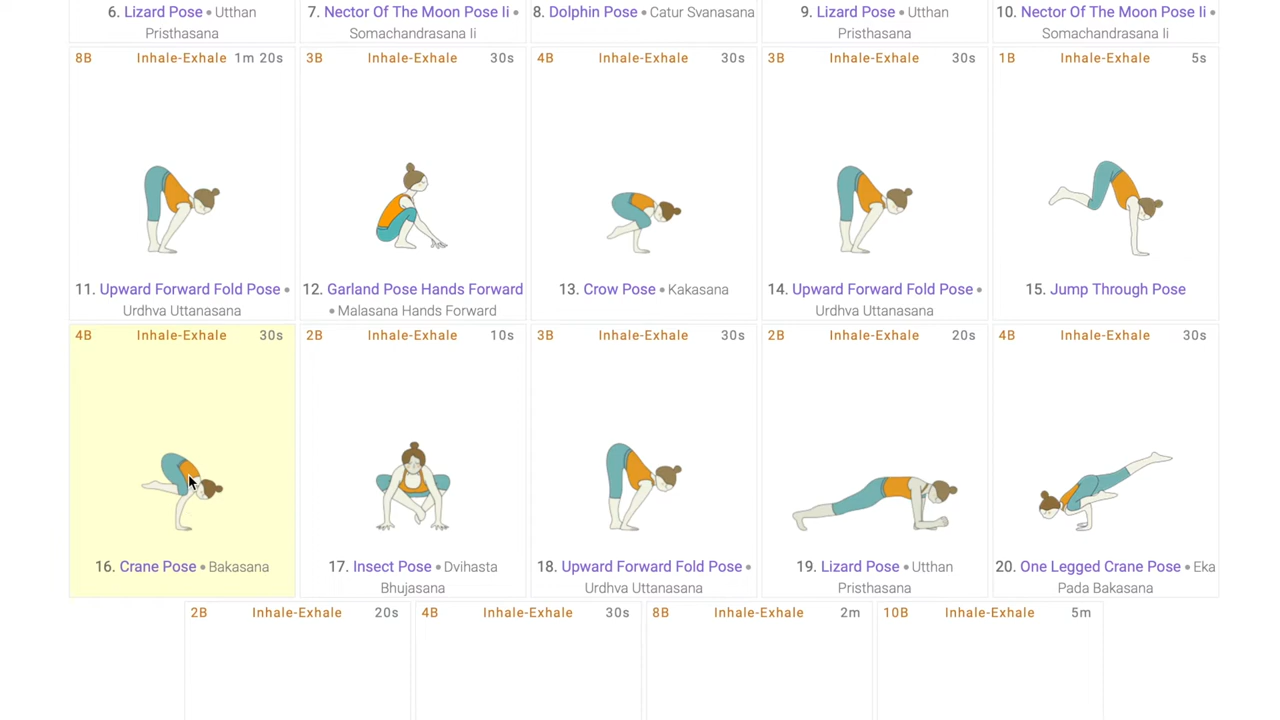 6. Lizard Pose • Utthan
Pristhasana
7. Nector Of The Moon Pose Ii •
Somachandrasana Ii
8. Dolphin Pose • Catur Svanasana
9. Lizard Pose • Utthan
Pristhasana
10. Nector Of The Moon Pose Ii •
Somachandrasana Ii
8B Inhale-Exhale 1m 20s
11. Upward Forward Fold Pose •
Urdhva Uttanasana
3B Inhale-Exhale 30s
12. Garland Pose Hands Forward
• Malasana Hands Forward
4B Inhale-Exhale 30s
13. Crow Pose • Kakasana
3B Inhale-Exhale 30s
14. Upward Forward Fold Pose •
Urdhva Uttanasana
1B Inhale-Exhale 5s
15. Jump Through Pose
4B Inhale-Exhale 30s
16. Crane Pose • Bakasana
2B Inhale-Exhale 10s
17. Insect Pose • Dvihasta
Bhujasana
3B Inhale-Exhale 30s
18. Upward Forward Fold Pose •
Urdhva Uttanasana
2B Inhale-Exhale 20s
19. Lizard Pose • Utthan
Pristhasana
4B Inhale-Exhale 30s
20. One Legged Crane Pose • Eka
Pada Bakasana
2B Inhale-Exhale 20s
4B Inhale-Exhale 30s
8B Inhale-Exhale 2m
10B Inhale-Exhale 5m